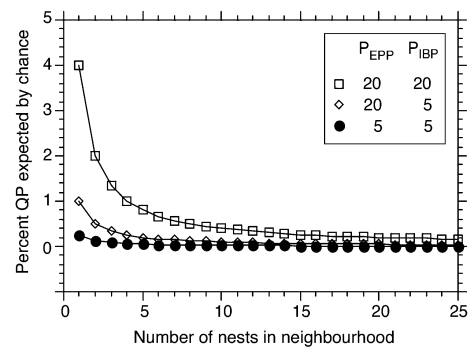 5
4
3
2
1
0
Percent QP expected by chance
P_EPP P_IBP
20 20
20 5
5 5
0 5 10 15 20 25
Number of nests in neighbourhood